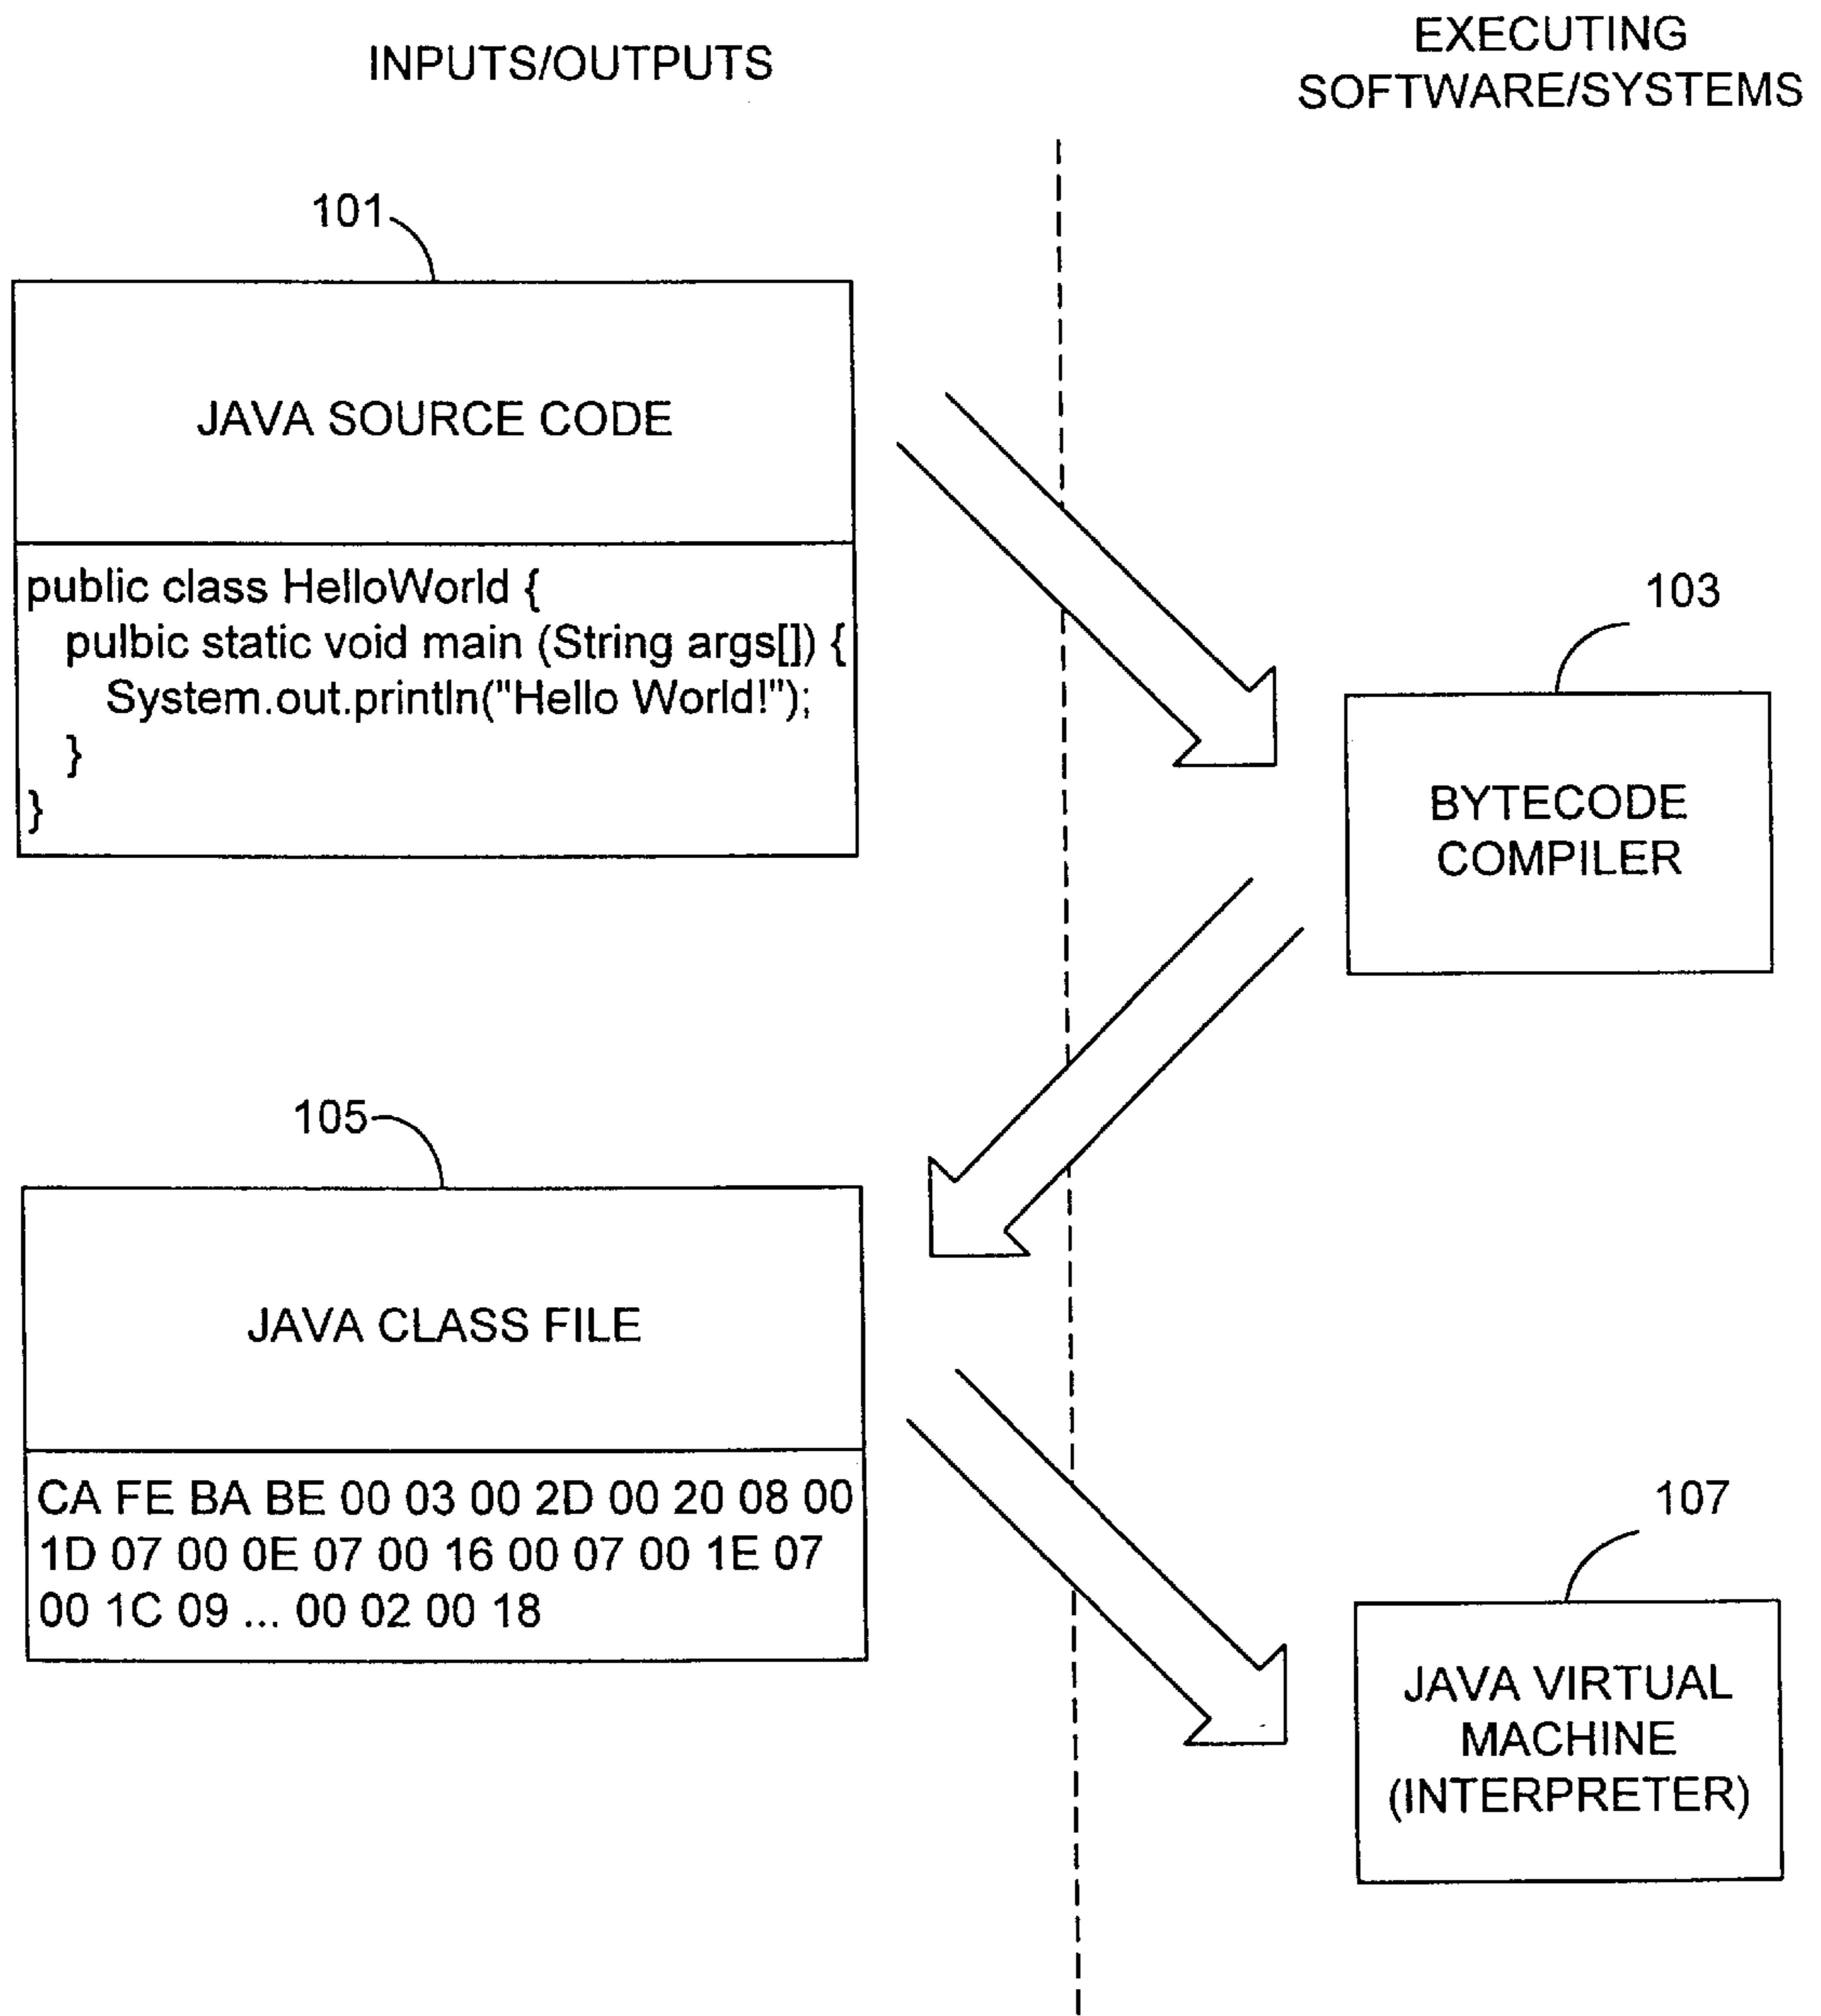 INPUTS/OUTPUTS
EXECUTING
SOFTWARE/SYSTEMS
101
JAVA SOURCE CODE
public class HelloWorld {
pulbic static void main (String args[]) {
System.out.println("Hello World!");
}
}
103
BYTECODE
COMPILER
105
JAVA CLASS FILE
CA FE BA BE 00 03 00 2D 00 20 08 00
1D 07 00 0E 07 00 16 00 07 00 1E 07
00 1C 09 ... 00 02 00 18
107
JAVA VIRTUAL
MACHINE
(INTERPRETER)